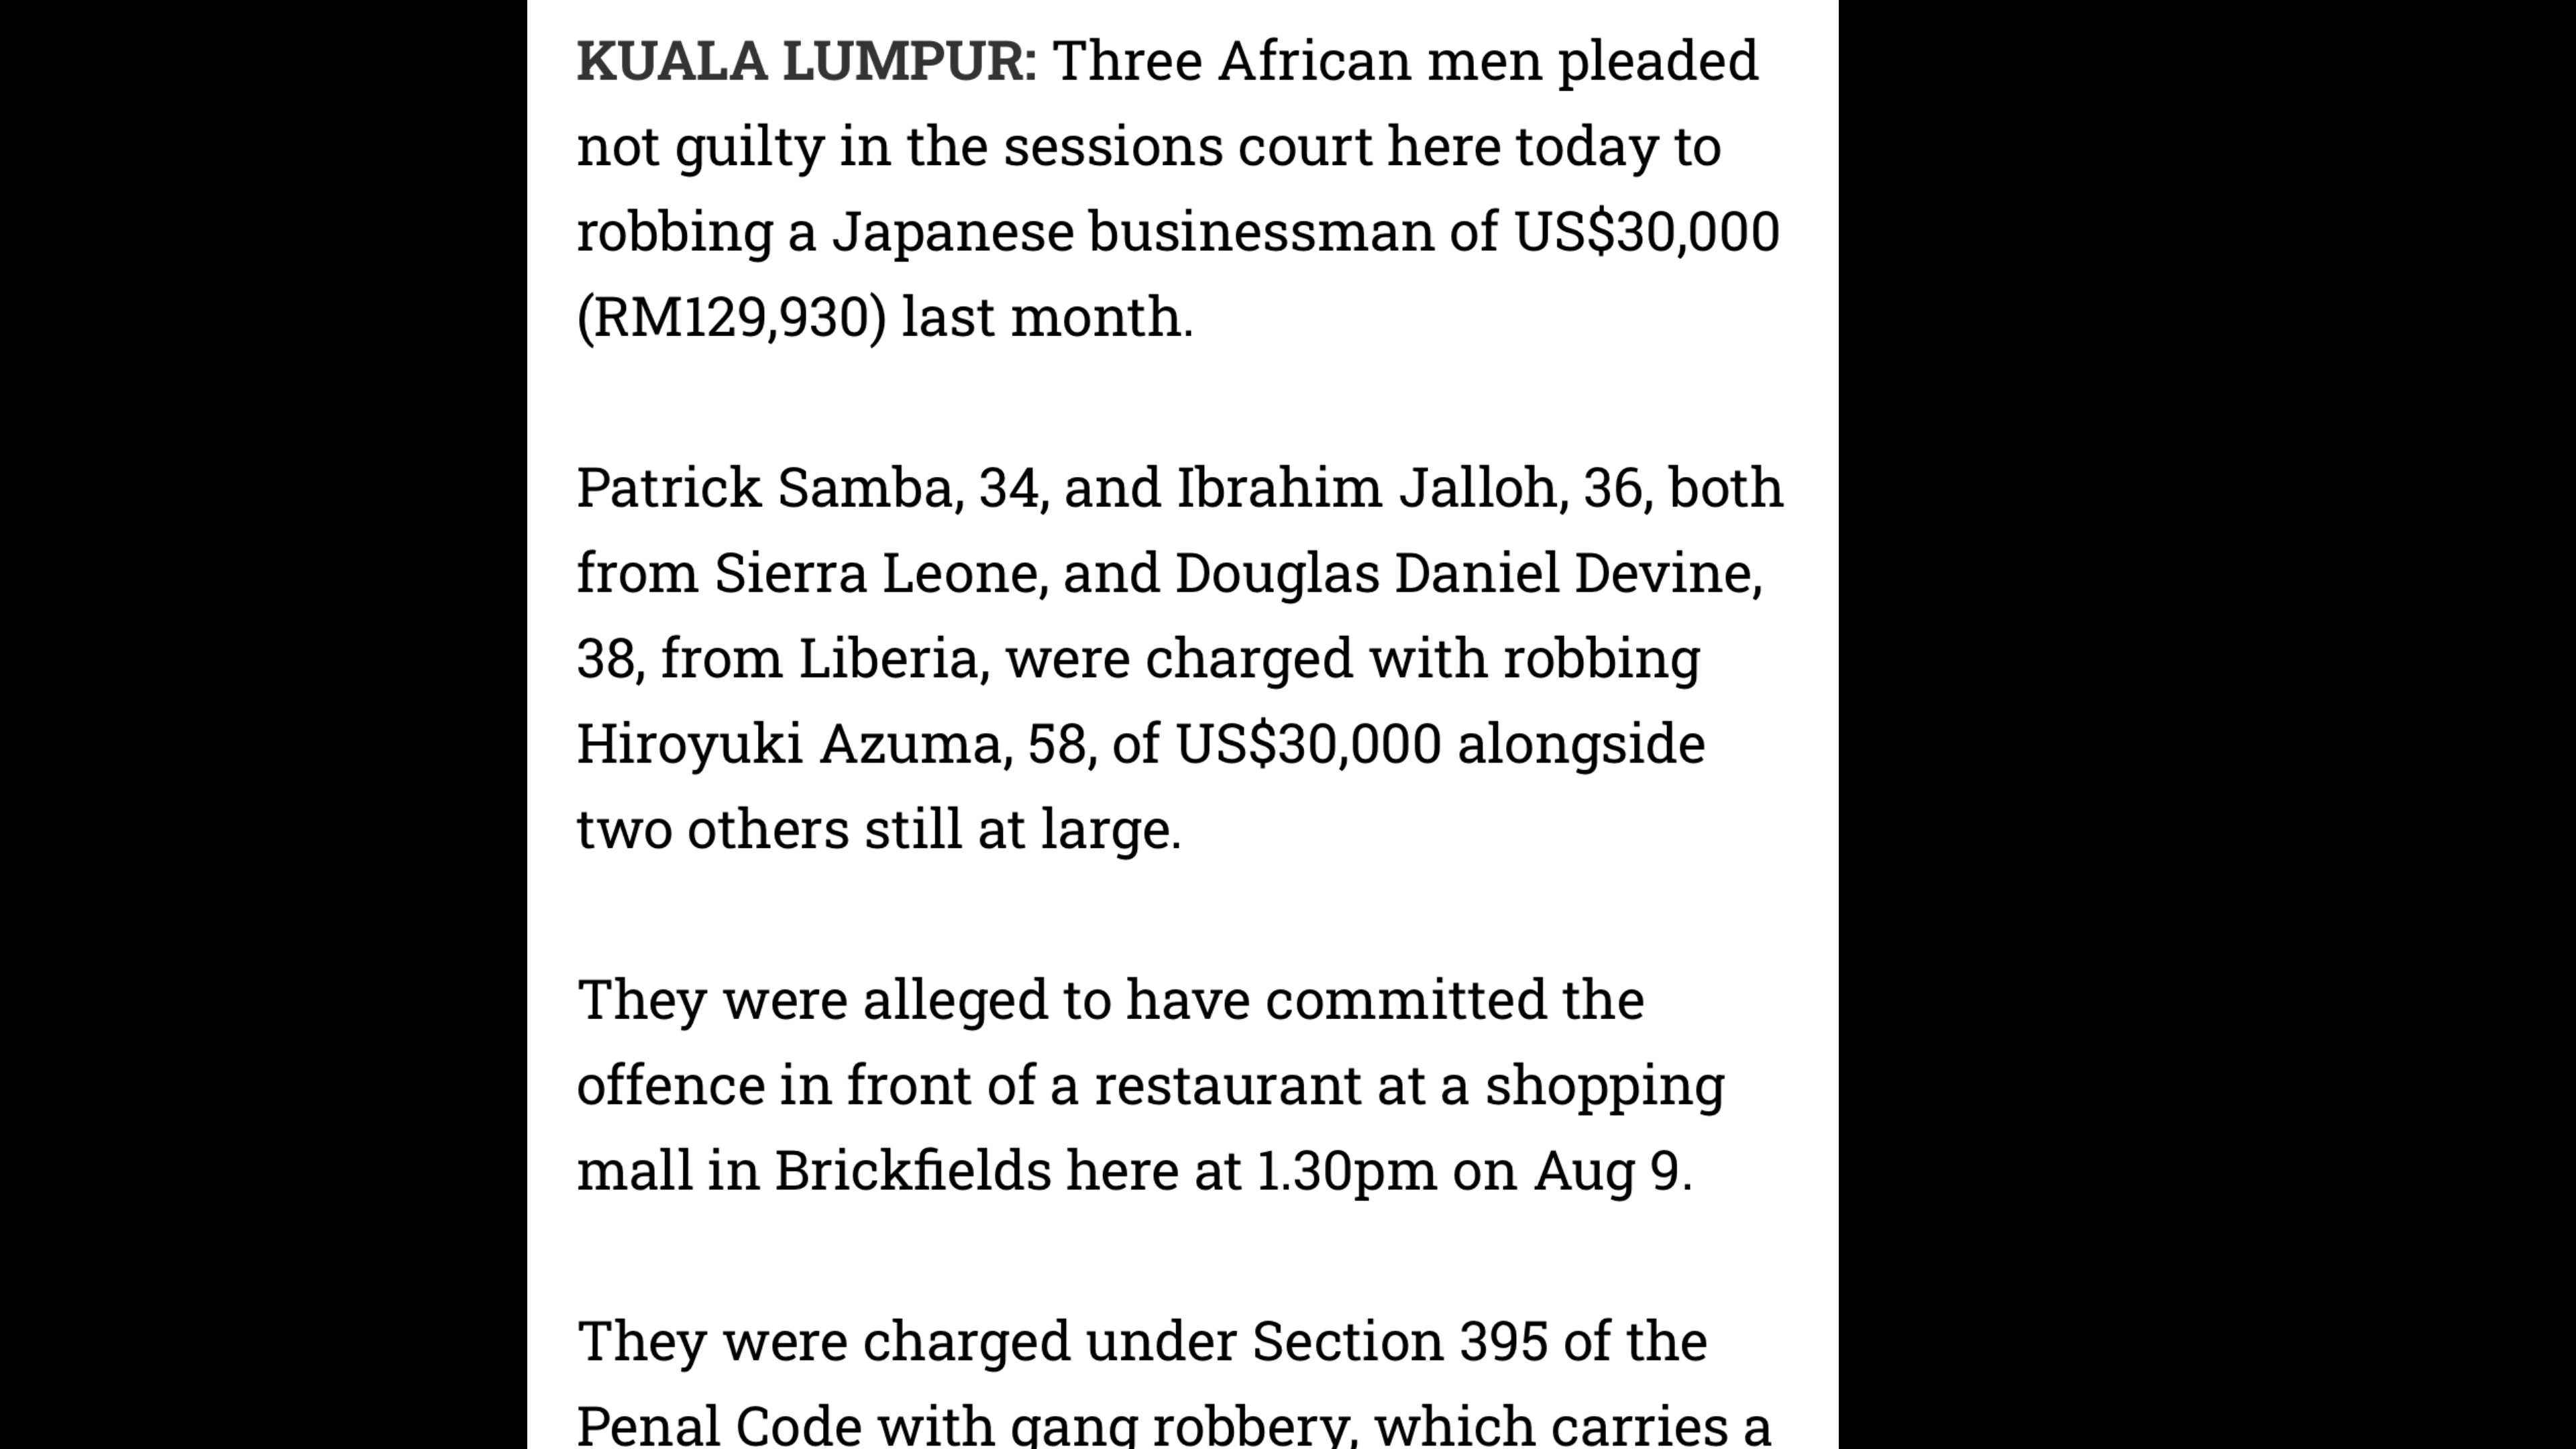 KUALA LUMPUR: Three African men pleaded
not guilty in the sessions court here today to
robbing a Japanese businessman of US$30,000
(RM129,930) last month.
Patrick Samba, 34, and Ibrahim Jalloh, 36, both
from Sierra Leone, and Douglas Daniel Devine,
38, from Liberia, were charged with robbing
Hiroyuki Azuma, 58, of US$30,000 alongside
two others still at large.
They were alleged to have committed the
offence in front of a restaurant at a shopping
mall in Brickfields here at 1.30pm on Aug 9.
They were charged under Section 395 of the
Penal Code with gang robbery, which carries a